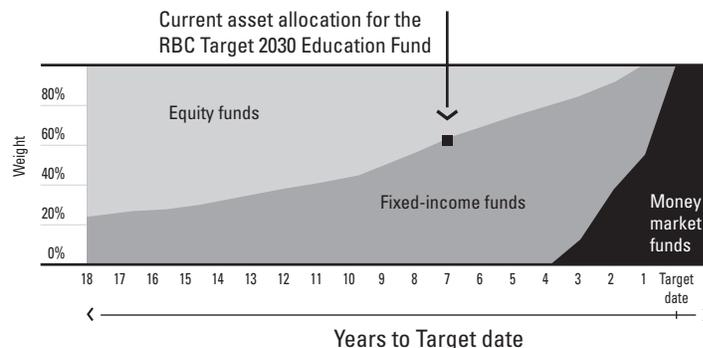 Current asset allocation for the
RBC Target 2030 Education Fund
80%
60%
40%
20%
0%
Weight
Equity funds
Fixed-income funds
Money
market
funds
18 17 16 15 14 13 12 11 10 9 8 7 6 5 4 3 2 1 Target
date
Years to Target date